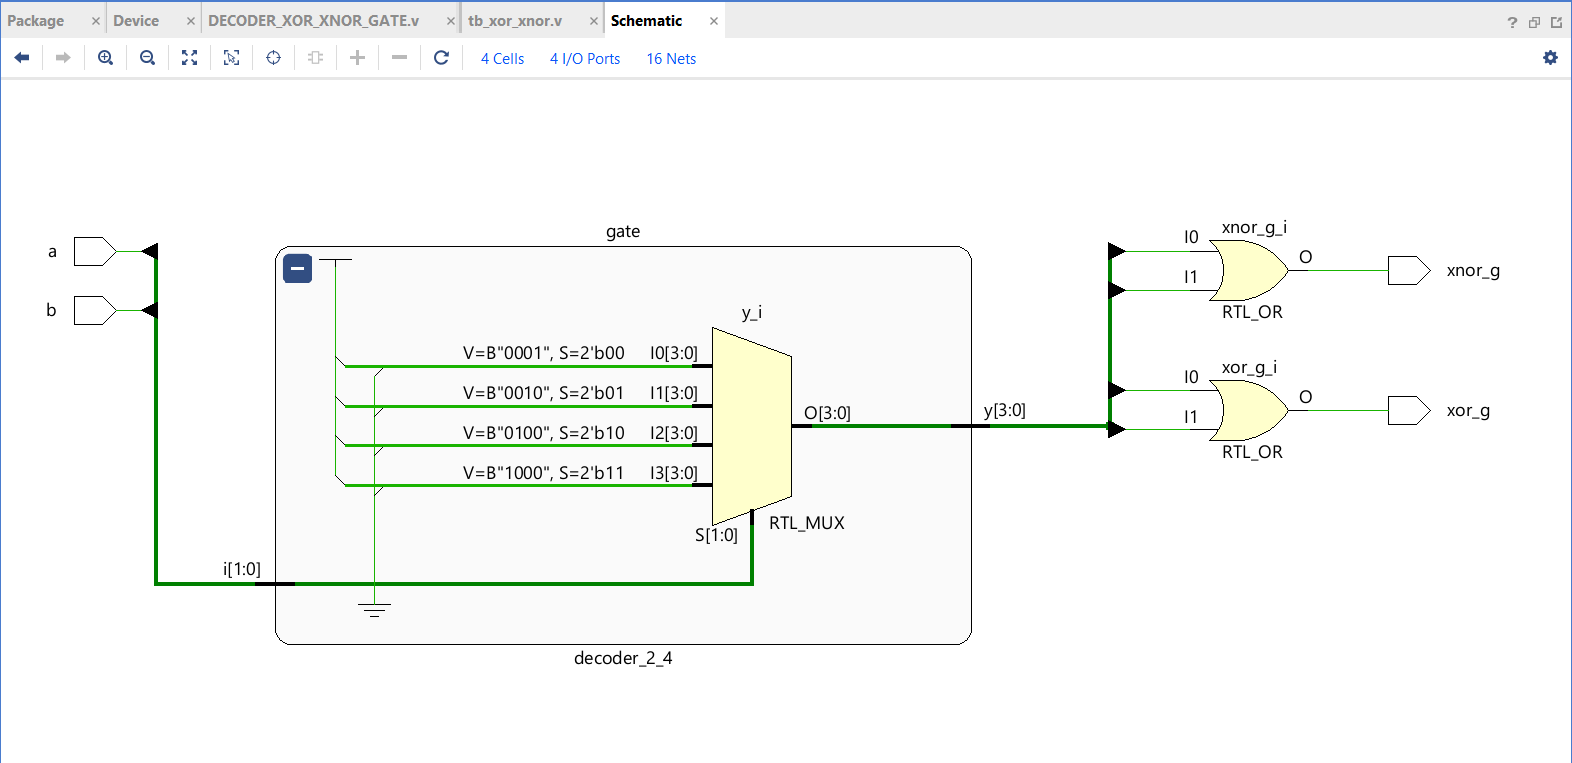 Package × Device × DECODER_XOR_XNOR_GATE.v × tb_xor_xnor.v × Schematic × ?
4 Cells 4 I/O Ports 16 Nets
gate
a
b
y_i
V=B"0001", S=2'b00 I0[3:0]
V=B"0010", S=2'b01 I1[3:0]
V=B"0100", S=2'b10 I2[3:0]
V=B"1000", S=2'b11 I3[3:0]
O[3:0]
y[3:0]
S[1:0]
RTL_MUX
i[1:0]
decoder_2_4
xnor_g_i
I0
I1
O
xnor_g
RTL_OR
xor_g_i
I0
I1
O
xor_g
RTL_OR